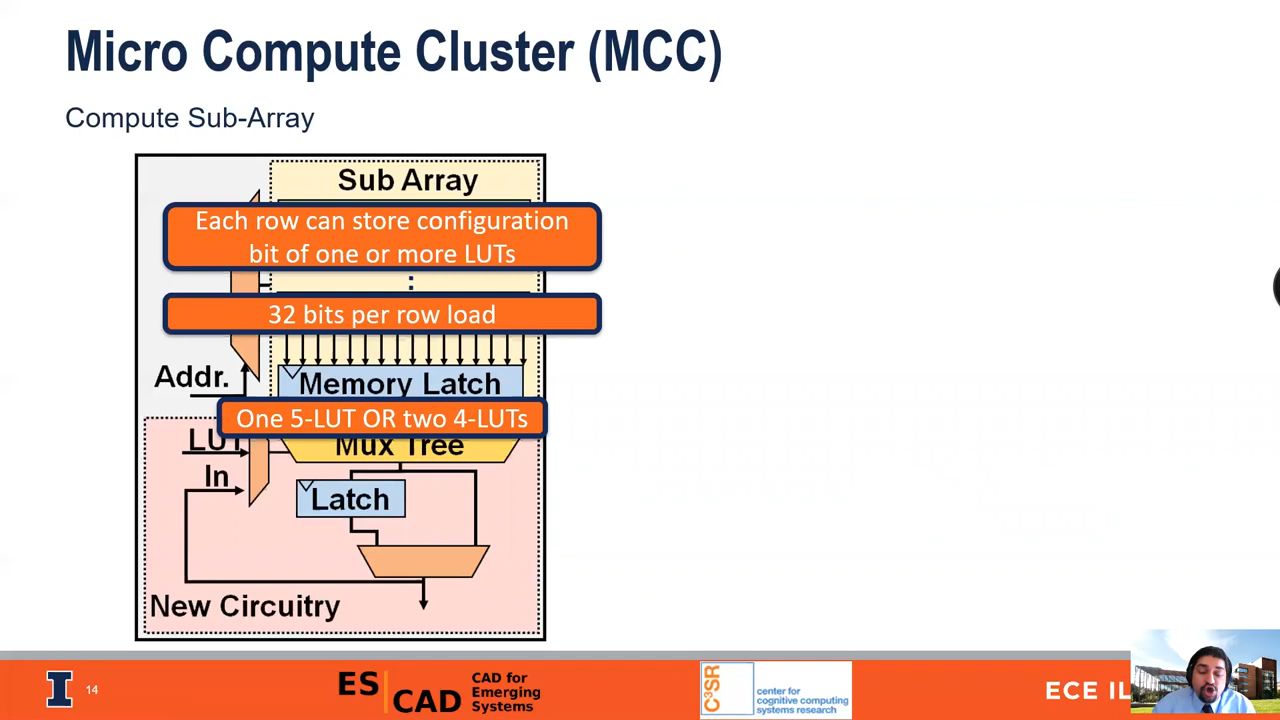 Micro Compute Cluster (MCC)
Compute Sub-Array
Sub Array
Each row can store configuration
bit of one or more LUTs
32 bits per row load
Addr.
Memory Latch
One 5-LUT OR two 4-LUTs
LUT
Mux Tree
In
Latch
New Circuitry
14
ES
CAD
CAD for
Emerging
Systems
C³SR
center for
cognitive computing
systems research
ECE IL